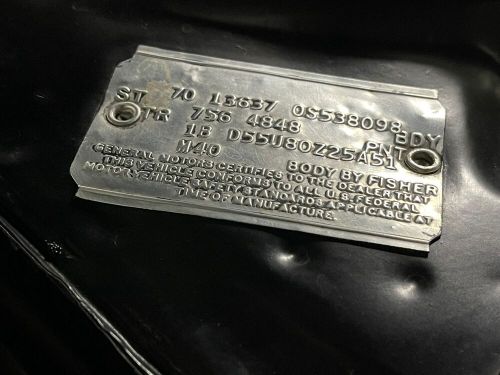 ST 70 13637 OS538098 BDY
TR 756 4848 PNT
18 D55U80Z25A51
M40 BODY BY FISHER
GENERAL MOTORS CERTIFIES TO THE DEALER THAT
THIS VEHICLE CONFORMS TO ALL U.S. FEDERAL
MOTOR VEHICLE SAFETY STANDARDS APPLICABLE AT
TIME OF MANUFACTURE.